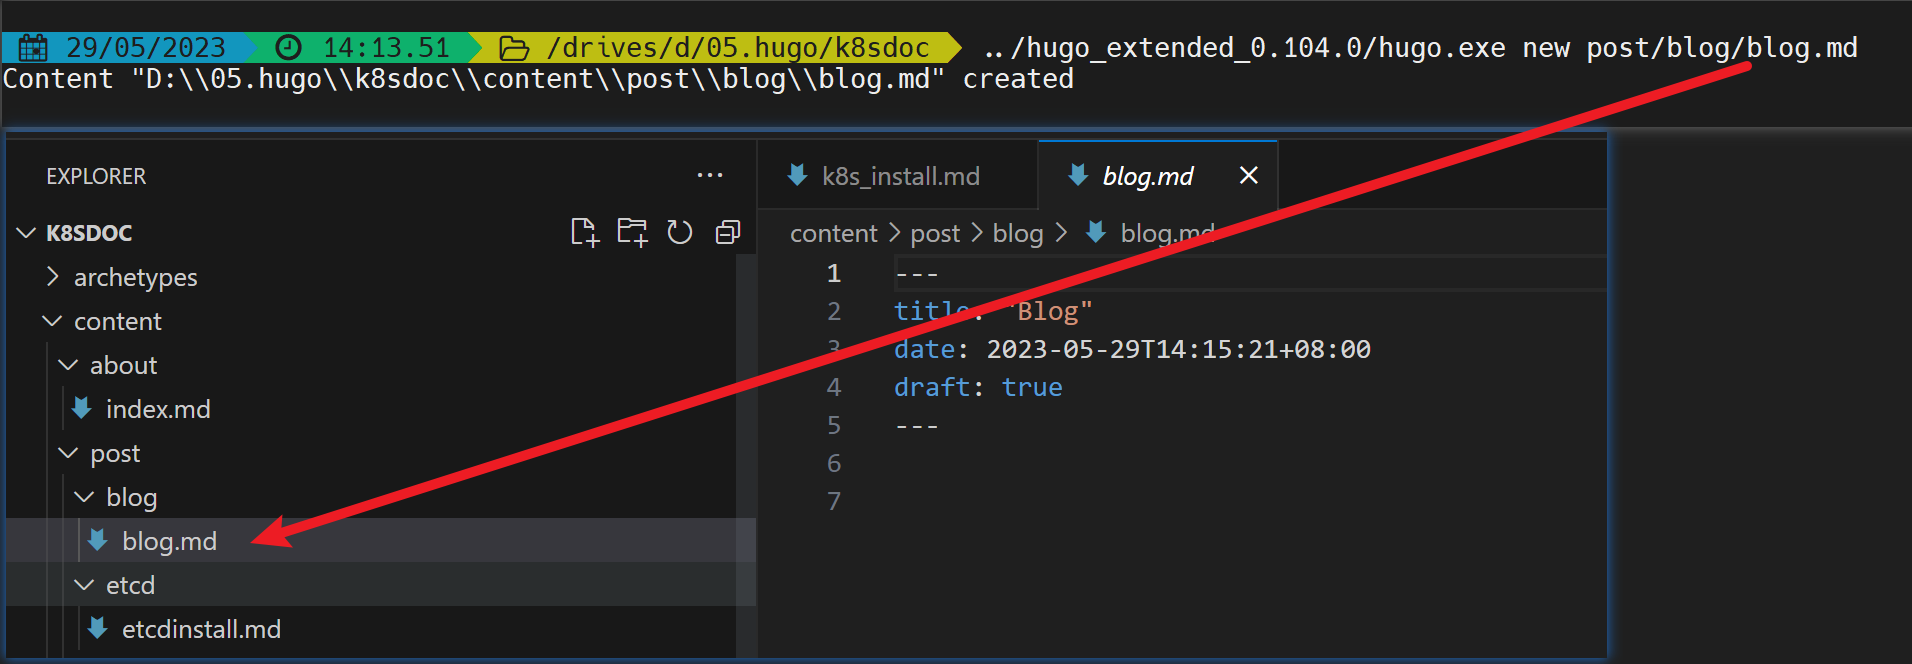 29/05/2023 14:13.51 /drives/d/05.hugo/k8sdoc ../hugo_extended_0.104.0/hugo.exe new post/blog/blog.md
Content "D:\\05.hugo\\k8sdoc\\content\\post\\blog\\blog.md" created
EXPLORER ...
K8SDOC
archetypes
content
about
index.md
post
blog
blog.md
etcd
etcdinstall.md
k8s_install.md blog.md
content > post > blog > blog.md
1 ---
2 title: "Blog"
3 date: 2023-05-29T14:15:21+08:00
4 draft: true
5 ---
6
7